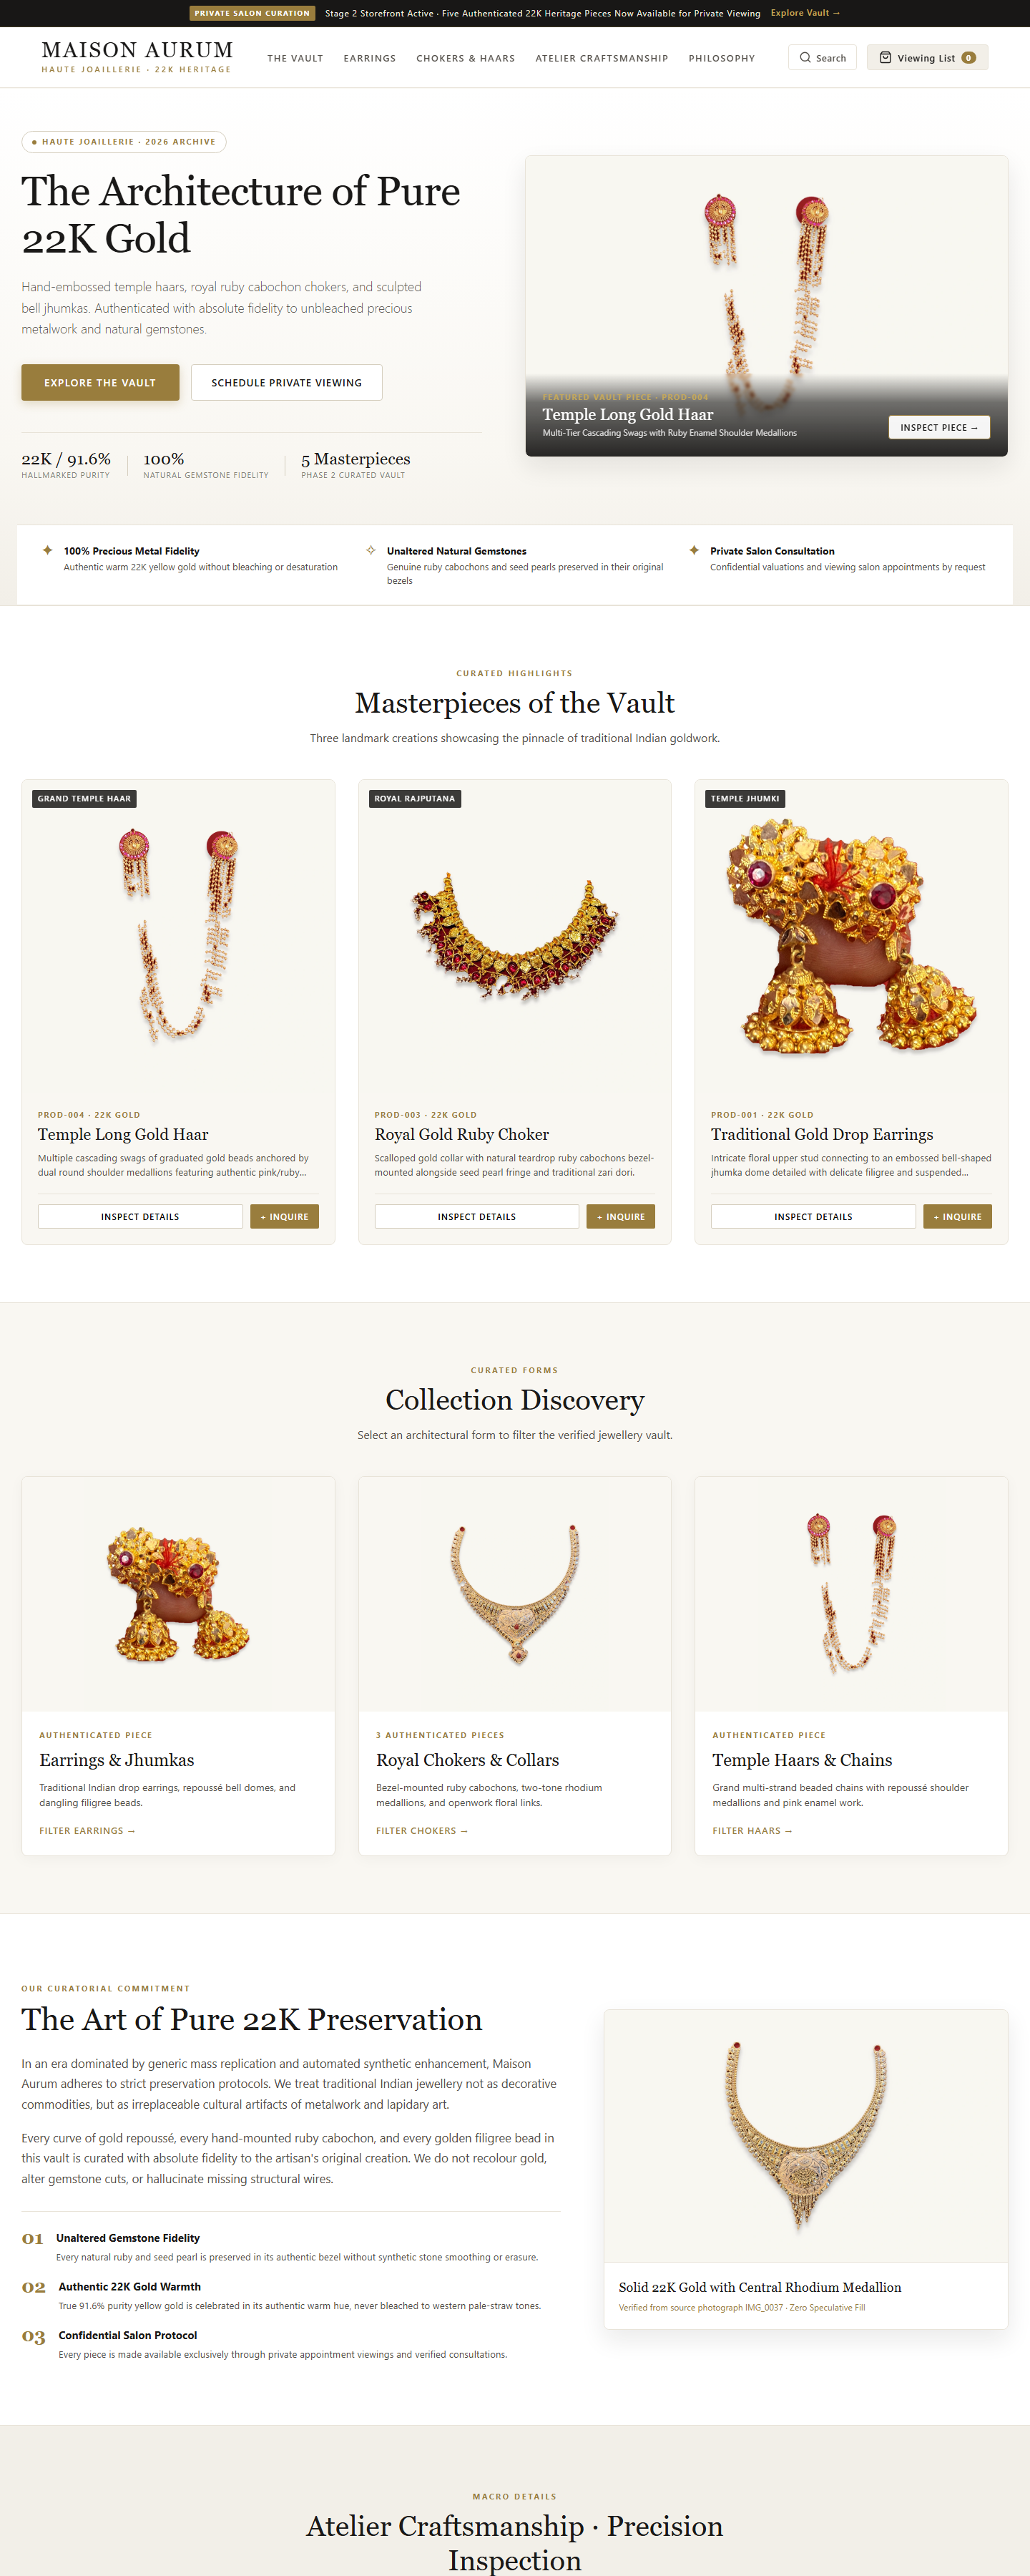 PRIVATE SALON CURATION Stage 2 Storefront Active · Five Authenticated 22K Heritage Pieces Now Available for Private Viewing Explore Vault →
MAISON AURUM
HAUTE JOAILLERIE · 22K HERITAGE
THE VAULT EARRINGS CHOKERS & HAARS ATELIER CRAFTSMANSHIP PHILOSOPHY
Search
Viewing List 0
HAUTE JOAILLERIE · 2026 ARCHIVE
The Architecture of Pure
22K Gold
Hand-embossed temple haars, royal ruby cabochon chokers, and sculpted
bell jhumkas. Authenticated with absolute fidelity to unbleached precious
metalwork and natural gemstones.
EXPLORE THE VAULT
SCHEDULE PRIVATE VIEWING
22K / 91.6%
HALLMARKED PURITY
100%
NATURAL GEMSTONE FIDELITY
5 Masterpieces
PHASE 2 CURATED VAULT
FEATURED VAULT PIECE · PROD-004
Temple Long Gold Haar
Multi-Tier Cascading Swags with Ruby Enamel Shoulder Medallions
INSPECT PIECE →
100% Precious Metal Fidelity
Authentic warm 22K yellow gold without bleaching or desaturation
Unaltered Natural Gemstones
Genuine ruby cabochons and seed pearls preserved in their original
bezels
Private Salon Consultation
Confidential valuations and viewing salon appointments by request
CURATED HIGHLIGHTS
Masterpieces of the Vault
Three landmark creations showcasing the pinnacle of traditional Indian goldwork.
GRAND TEMPLE HAAR
PROD-004 · 22K GOLD
Temple Long Gold Haar
Multiple cascading swags of graduated gold beads anchored by
dual round shoulder medallions featuring authentic pink/ruby...
INSPECT DETAILS
+ INQUIRE
ROYAL RAJPUTANA
PROD-003 · 22K GOLD
Royal Gold Ruby Choker
Scalloped gold collar with natural teardrop ruby cabochons bezel-
mounted alongside seed pearl fringe and traditional zari dori.
INSPECT DETAILS
+ INQUIRE
TEMPLE JHUMKI
PROD-001 · 22K GOLD
Traditional Gold Drop Earrings
Intricate floral upper stud connecting to an embossed bell-shaped
jhumka dome detailed with delicate filigree and suspended...
INSPECT DETAILS
+ INQUIRE
CURATED FORMS
Collection Discovery
Select an architectural form to filter the verified jewellery vault.
AUTHENTICATED PIECE
Earrings & Jhumkas
Traditional Indian drop earrings, repoussé bell domes, and
dangling filigree beads.
FILTER EARRINGS →
3 AUTHENTICATED PIECES
Royal Chokers & Collars
Bezel-mounted ruby cabochons, two-tone rhodium
medallions, and openwork floral links.
FILTER CHOKERS →
AUTHENTICATED PIECE
Temple Haars & Chains
Grand multi-strand beaded chains with repoussé shoulder
medallions and pink enamel work.
FILTER HAARS →
OUR CURATORIAL COMMITMENT
The Art of Pure 22K Preservation
In an era dominated by generic mass replication and automated synthetic enhancement, Maison
Aurum adheres to strict preservation protocols. We treat traditional Indian jewellery not as decorative
commodities, but as irreplaceable cultural artifacts of metalwork and lapidary art.
Every curve of gold repoussé, every hand-mounted ruby cabochon, and every golden filigree bead in
this vault is curated with absolute fidelity to the artisan's original creation. We do not recolour gold,
alter gemstone cuts, or hallucinate missing structural wires.
01 Unaltered Gemstone Fidelity
Every natural ruby and seed pearl is preserved in its authentic bezel without synthetic stone smoothing or erasure.
02 Authentic 22K Gold Warmth
True 91.6% purity yellow gold is celebrated in its authentic warm hue, never bleached to western pale-straw tones.
03 Confidential Salon Protocol
Every piece is made available exclusively through private appointment viewings and verified consultations.
Solid 22K Gold with Central Rhodium Medallion
Verified from source photograph IMG_0037 · Zero Speculative Fill
MACRO DETAILS
Atelier Craftsmanship · Precision
Inspection